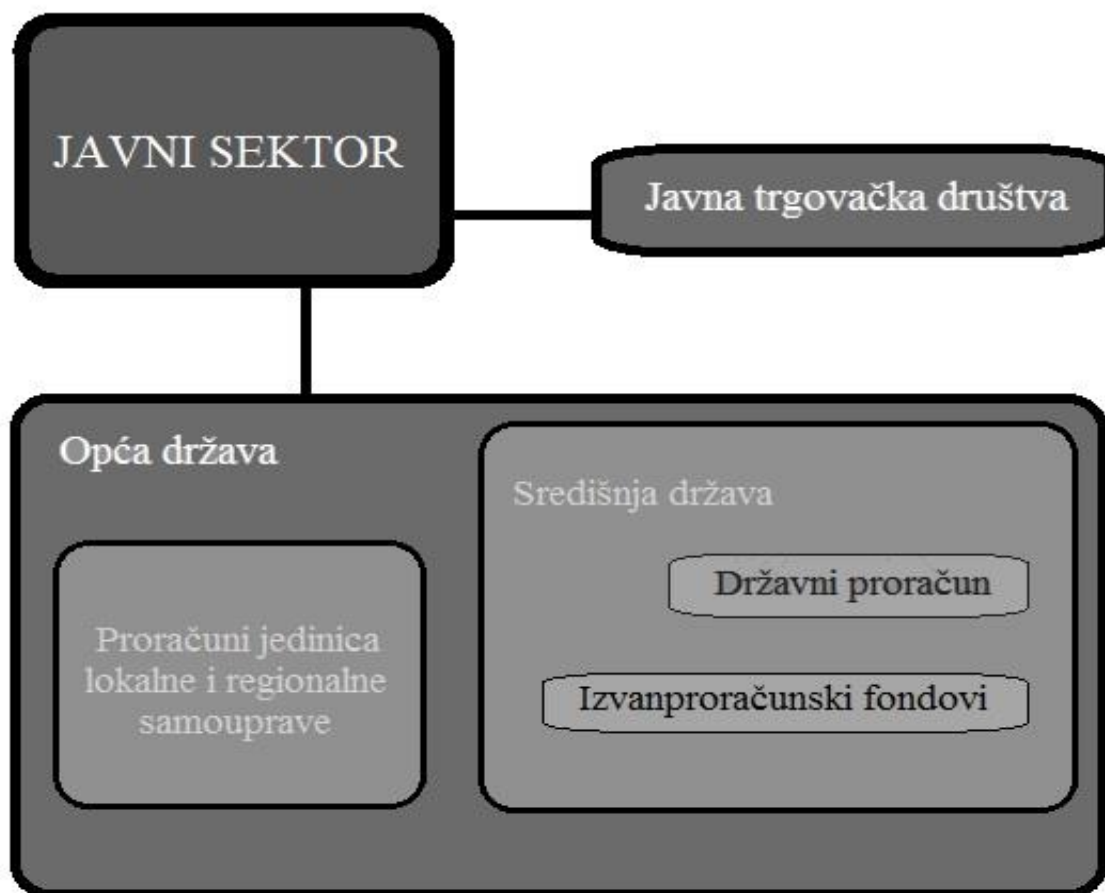 JAVNI SEKTOR
Javna trgovačka društva
Opća država
Središnja država
Državni proračun
Izvanproračunski fondovi
Proračuni jedinica
lokalne i regionalne
samouprave